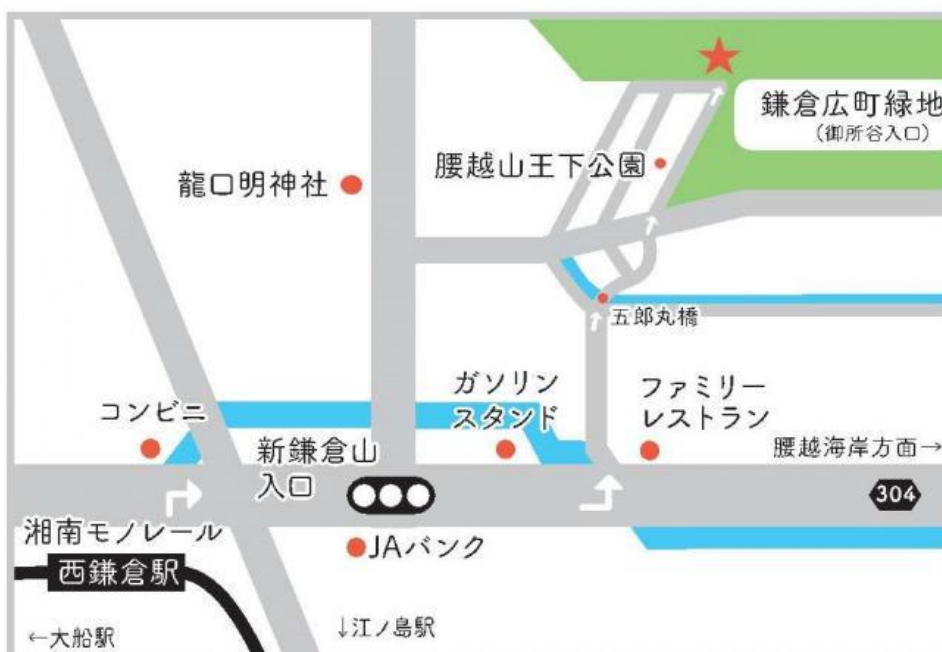 鎌倉広町緑地
(御所谷入口)
腰越山王下公園
龍口明神社
五郎丸橋
ガソリン
スタンド
ファミリー
レストラン
コンビニ
新鎌倉山
入口
腰越海岸方面→
304
湘南モノレール
西鎌倉駅
JAバンク
←大船駅
↓江ノ島駅